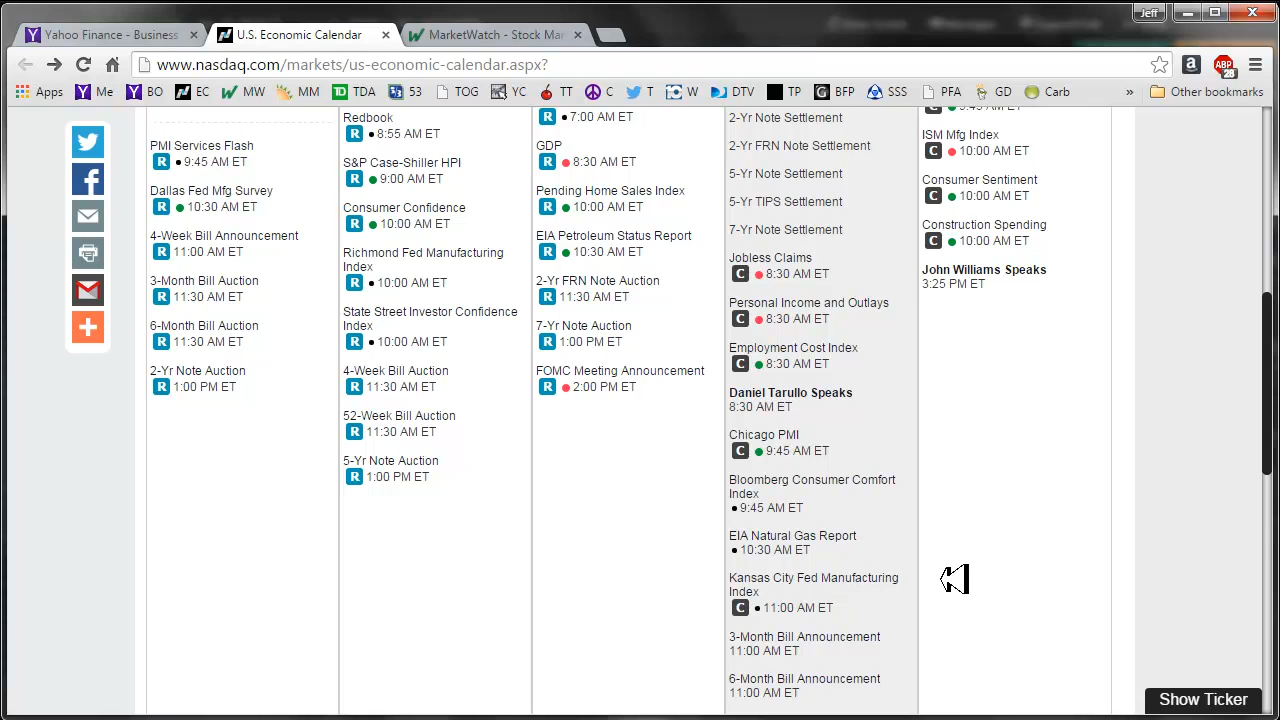 Jeff
Yahoo Finance - Business
U.S. Economic Calendar
MarketWatch - Stock Mar
www.nasdaq.com/markets/us-economic-calendar.aspx?
ABP
28
Apps
Me
BO
EC
MW
MM
TDA
53
TOG
YC
TT
C
T
W
DTV
TP
BFP
SSS
PFA
GD
Carb
»
Other bookmarks
PMI Services Flash
R 9:45 AM ET
Dallas Fed Mfg Survey
R 10:30 AM ET
4-Week Bill Announcement
R 11:00 AM ET
3-Month Bill Auction
R 11:30 AM ET
6-Month Bill Auction
R 11:30 AM ET
2-Yr Note Auction
R 1:00 PM ET
Redbook
R 8:55 AM ET
S&P Case-Shiller HPI
R 9:00 AM ET
Consumer Confidence
R 10:00 AM ET
Richmond Fed Manufacturing
Index
R 10:00 AM ET
State Street Investor Confidence
Index
R 10:00 AM ET
4-Week Bill Auction
R 11:30 AM ET
52-Week Bill Auction
R 11:30 AM ET
5-Yr Note Auction
R 1:00 PM ET
R 7:00 AM ET
GDP
R 8:30 AM ET
Pending Home Sales Index
R 10:00 AM ET
EIA Petroleum Status Report
R 10:30 AM ET
2-Yr FRN Note Auction
R 11:30 AM ET
7-Yr Note Auction
R 1:00 PM ET
FOMC Meeting Announcement
R 2:00 PM ET
2-Yr Note Settlement
2-Yr FRN Note Settlement
5-Yr Note Settlement
5-Yr TIPS Settlement
7-Yr Note Settlement
Jobless Claims
C 8:30 AM ET
Personal Income and Outlays
C 8:30 AM ET
Employment Cost Index
C 8:30 AM ET
Daniel Tarullo Speaks
8:30 AM ET
Chicago PMI
C 9:45 AM ET
Bloomberg Consumer Comfort
Index
9:45 AM ET
EIA Natural Gas Report
10:30 AM ET
Kansas City Fed Manufacturing
Index
C 11:00 AM ET
3-Month Bill Announcement
11:00 AM ET
6-Month Bill Announcement
11:00 AM ET
C 9:45 AM ET
ISM Mfg Index
C 10:00 AM ET
Consumer Sentiment
C 10:00 AM ET
Construction Spending
C 10:00 AM ET
John Williams Speaks
3:25 PM ET
Show Ticker